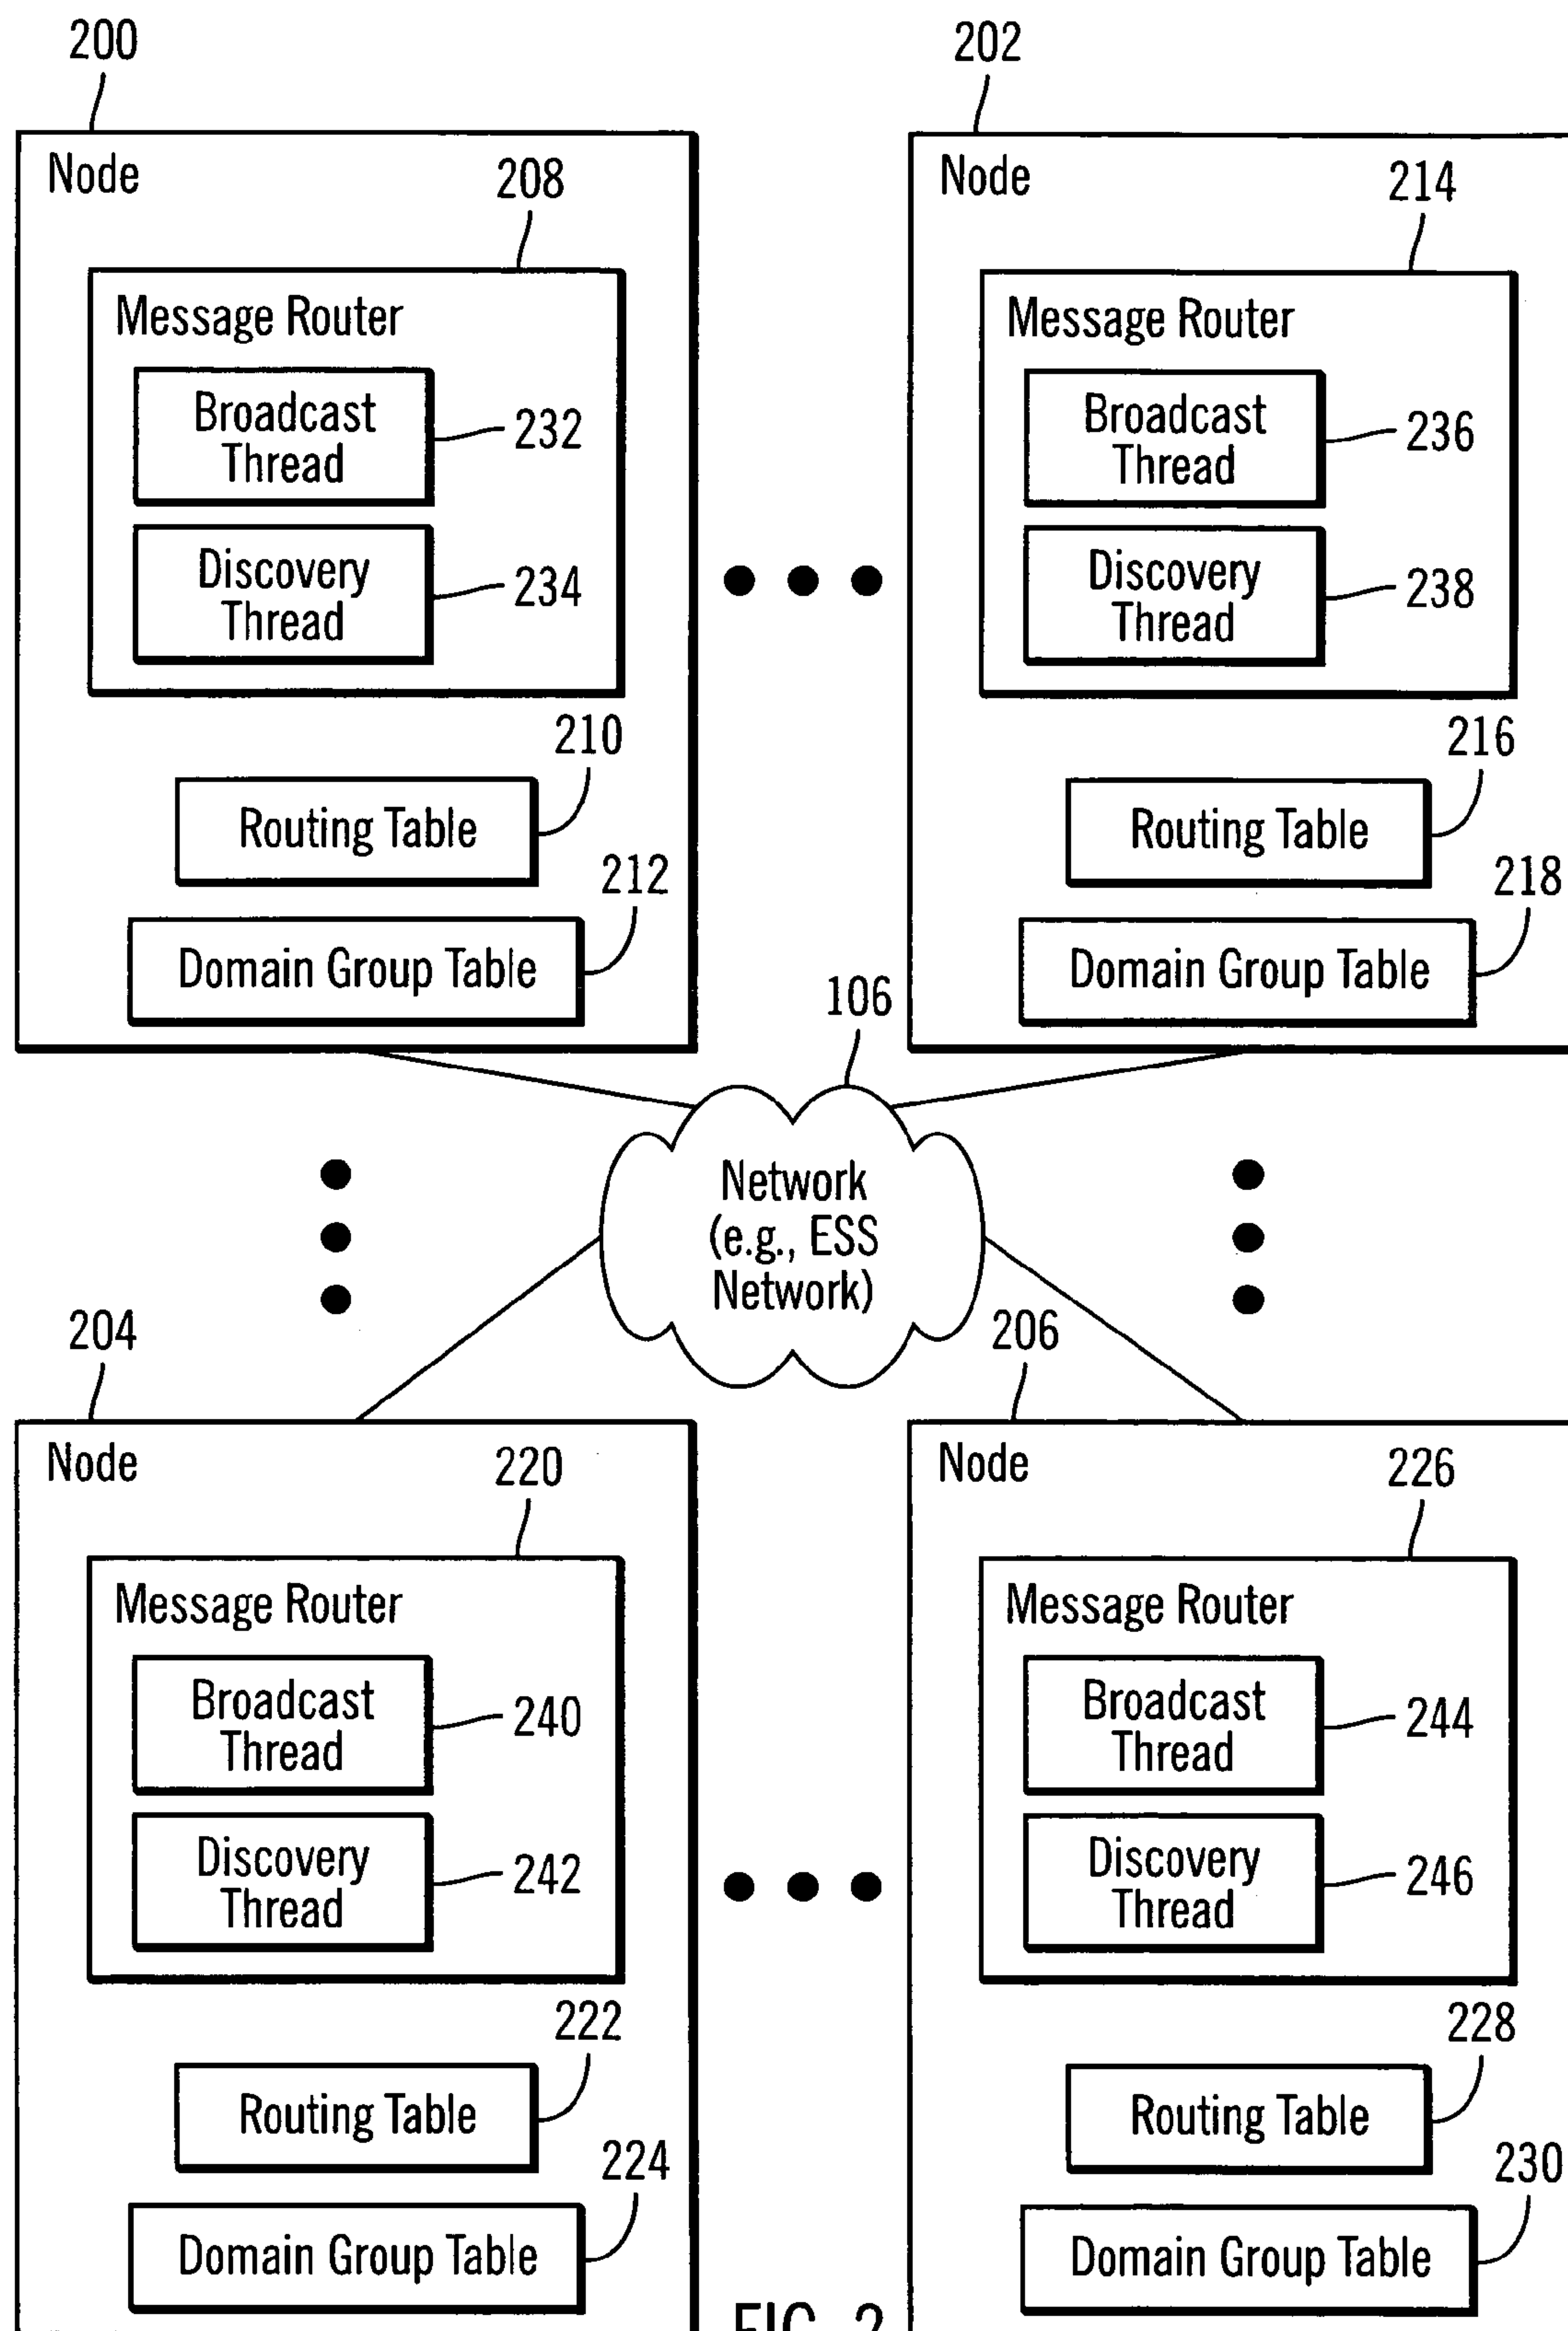 200
202
Node
208
Node
214
Message Router
Message Router
Broadcast
Thread
232
Broadcast
Thread
236
Discovery
Thread
234
Discovery
Thread
238
210
216
Routing Table
Routing Table
212
218
Domain Group Table
Domain Group Table
106
Network
(e.g., ESS
Network)
204
206
Node
220
Node
226
Message Router
Message Router
Broadcast
Thread
240
Broadcast
Thread
244
Discovery
Thread
242
Discovery
Thread
246
222
228
Routing Table
Routing Table
224
230
Domain Group Table
Domain Group Table
FIG. 2